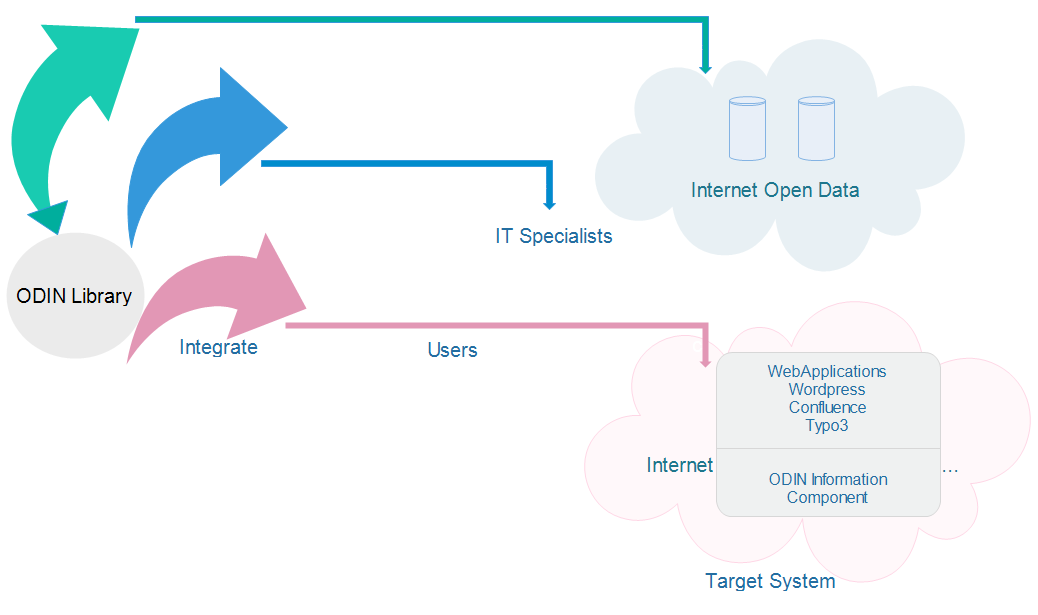 Internet Open Data
IT Specialists
ODIN Library
Integrate
Users
WebApplications
Wordpress
Confluence
Typo3
Internet
...
ODIN Information
Component
Target System